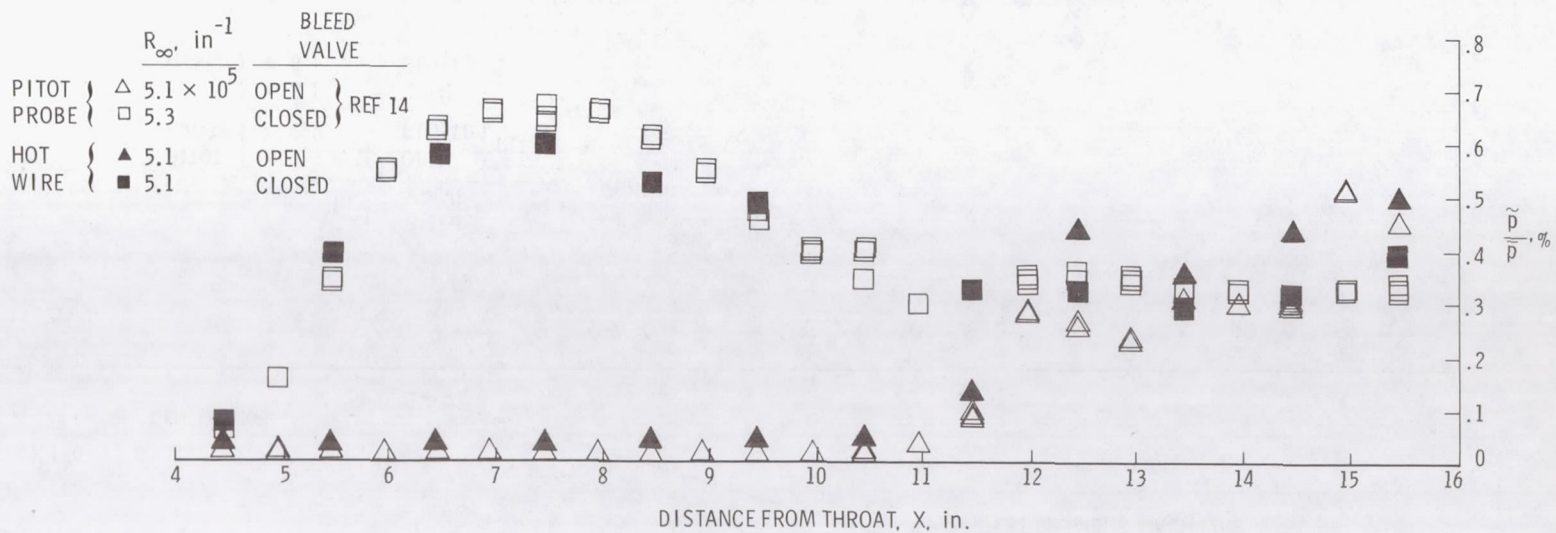 R∞, in⁻¹ BLEED VALVE
PITOT PROBE { △ 5.1 × 10⁵ OPEN } REF 14
□ 5.3 CLOSED
HOT WIRE { ▲ 5.1 OPEN
■ 5.1 CLOSED
.8
.7
.6
.5
.4
.3
.2
.1
0
p̃/p̅, %
4 5 6 7 8 9 10 11 12 13 14 15 16
DISTANCE FROM THROAT, X, in.